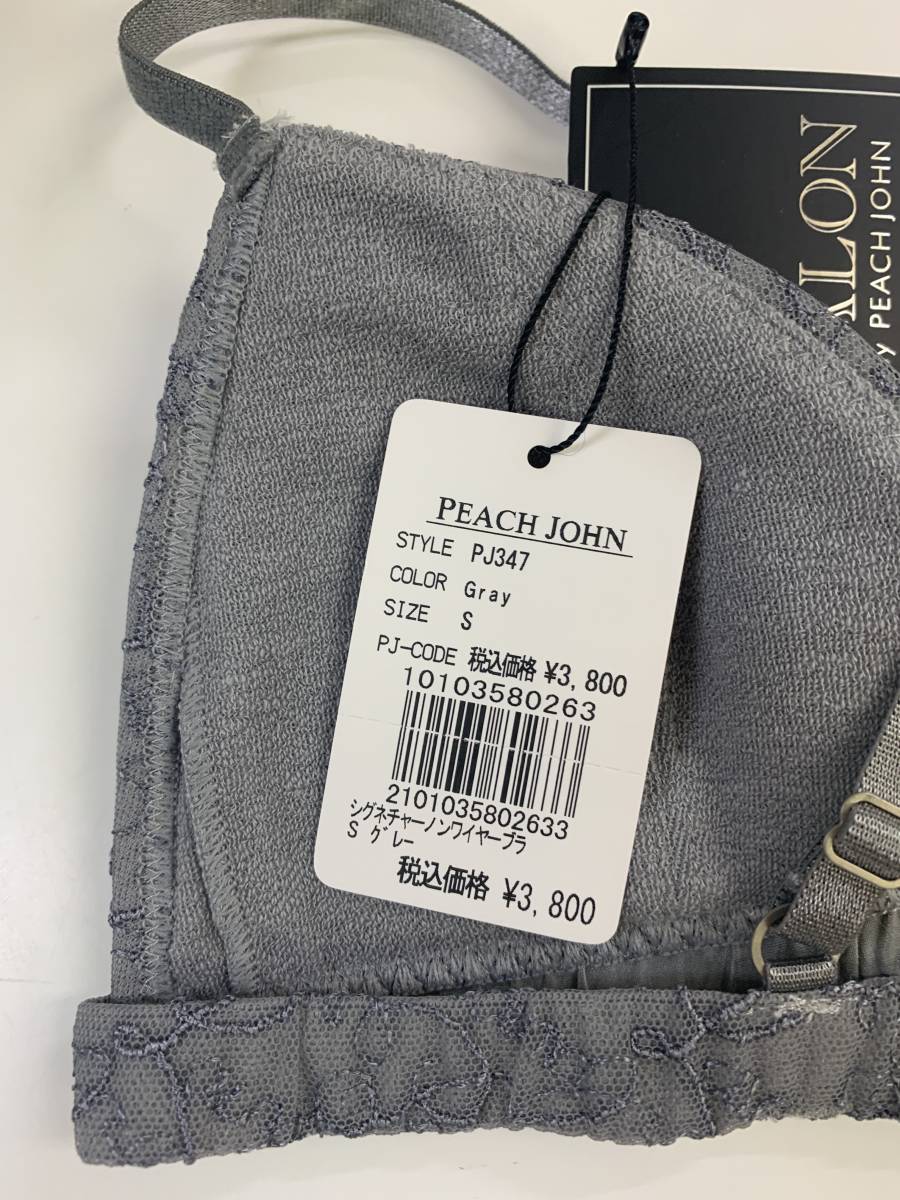 ALON
y PEACH JOHN
PEACH JOHN
STYLE PJ347
COLOR Gray
SIZE S
PJ-CODE 税込価格 ¥3,800
10103580263
2101035802633
シグネチャーノンワイヤーブラ
S グレー
税込価格 ¥3,800